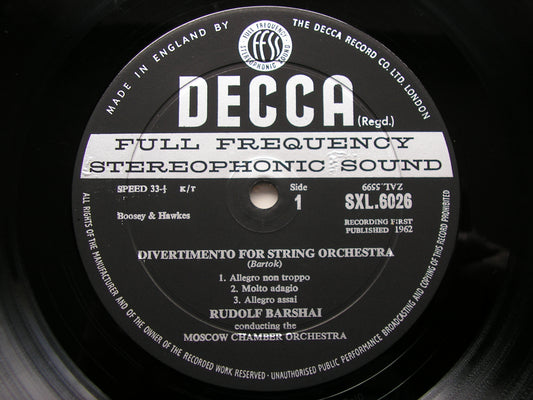 MADE IN ENGLAND BY
THE DECCA RECORD CO. LTD. LONDON
FULL FREQUENCY
ffss
STEREOPHONIC SOUND
DECCA (Regd.)
FULL FREQUENCY
STEREOPHONIC SOUND
SPEED 33-⅓ K/T
Side
1
ZAL 5599
SXL.6026
Boosey & Hawkes
RECORDING FIRST
PUBLISHED 1962
DIVERTIMENTO FOR STRING ORCHESTRA
(Bartok)
1. Allegro non troppo
2. Molto adagio
3. Allegro assai
RUDOLF BARSHAI
conducting the
MOSCOW CHAMBER ORCHESTRA
ALL RIGHTS OF THE MANUFACTURER AND OF THE OWNER OF THE RECORDED WORK RESERVED - UNAUTHORISED PUBLIC PERFORMANCE BROADCASTING AND COPYING OF THIS RECORD PROHIBITED